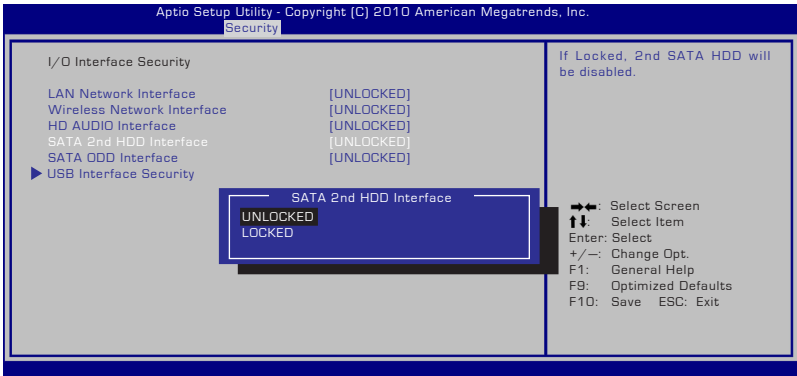 Aptio Setup Utility - Copyright (C) 2010 American Megatrends, Inc.
Security
I/O Interface Security
LAN Network Interface [UNLOCKED]
Wireless Network Interface [UNLOCKED]
HD AUDIO Interface [UNLOCKED]
SATA 2nd HDD Interface [UNLOCKED]
SATA ODD Interface [UNLOCKED]
USB Interface Security
SATA 2nd HDD Interface
UNLOCKED
LOCKED
If Locked, 2nd SATA HDD will
be disabled.
→←: Select Screen
↑↓: Select Item
Enter: Select
+/—: Change Opt.
F1: General Help
F9: Optimized Defaults
F10: Save ESC: Exit